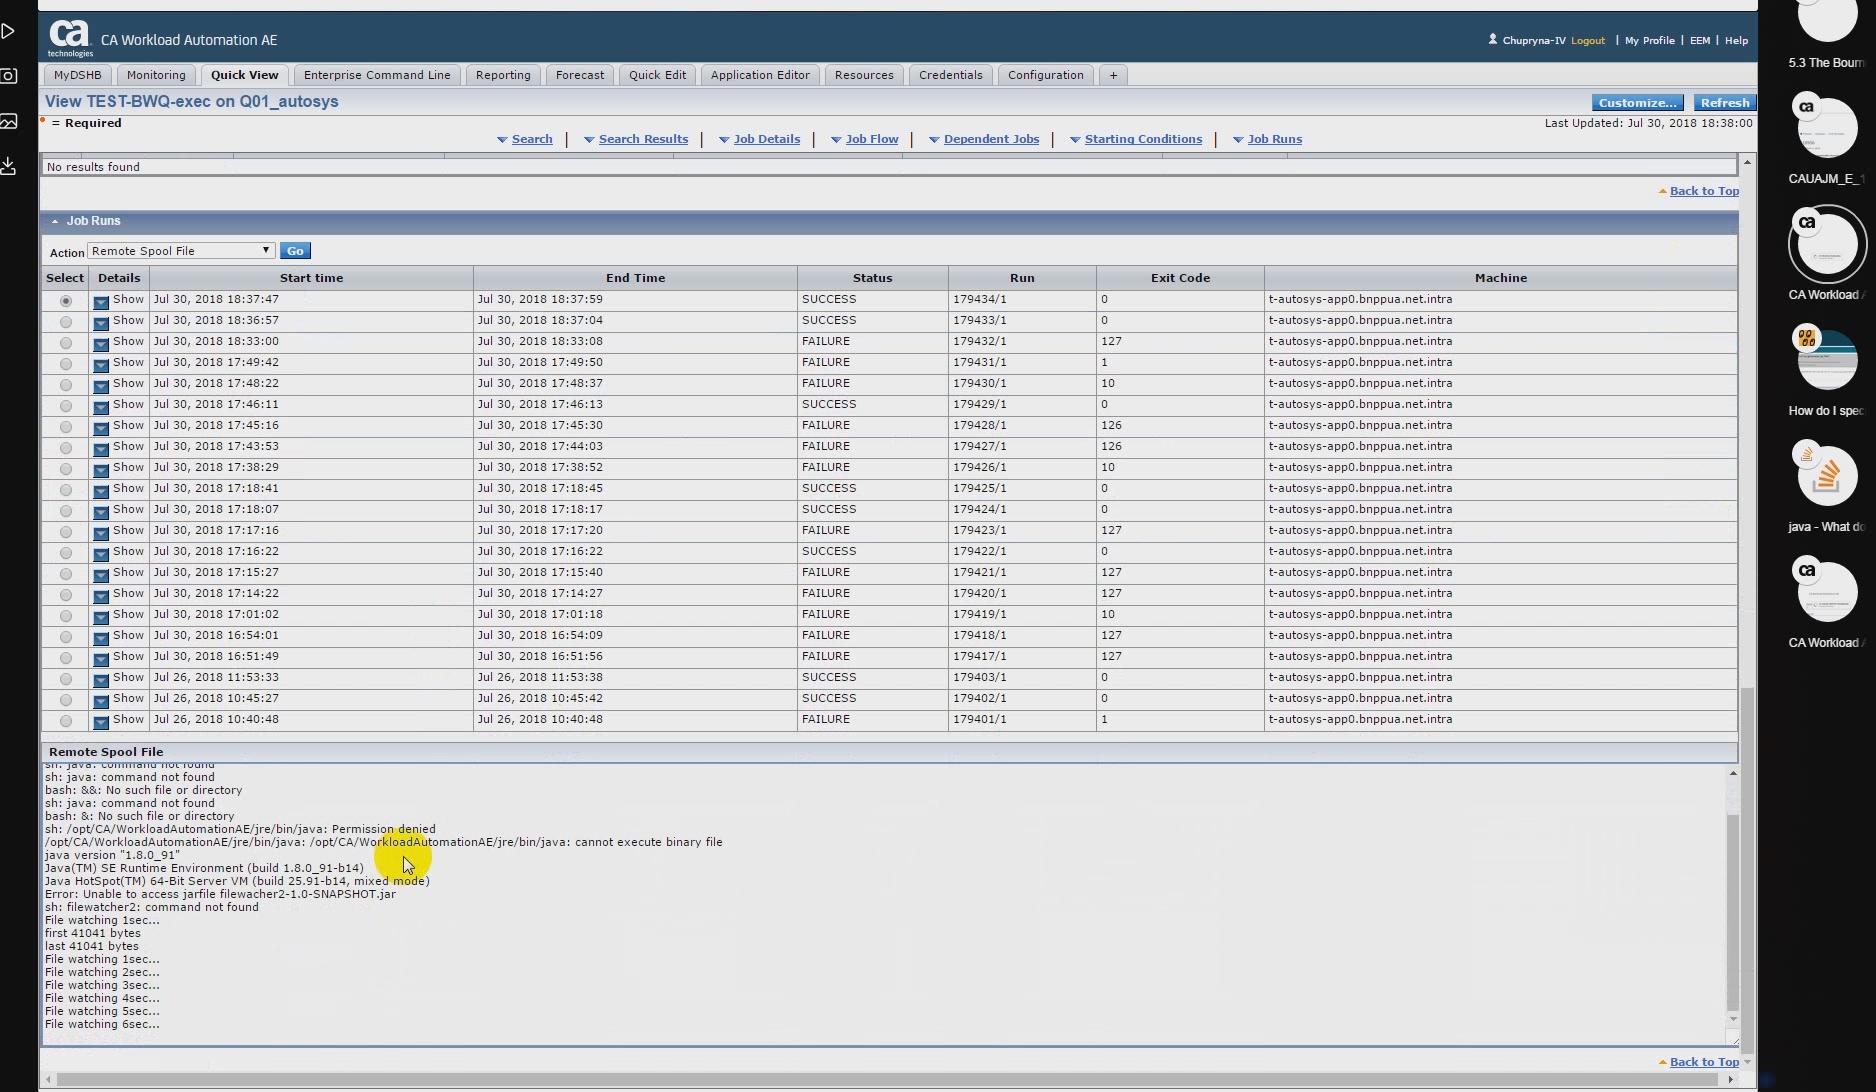 ca
technologies
CA Workload Automation AE
Chupryna-IV Logout | My Profile | EEM | Help
MyDSHB Monitoring Quick View Enterprise Command Line Reporting Forecast Quick Edit Application Editor Resources Credentials Configuration +
View TEST-BWQ-exec on Q01_autosys
Customize... Refresh
= Required
Last Updated: Jul 30, 2018 18:38:00
Search | Search Results | Job Details | Job Flow | Dependent Jobs | Starting Conditions | Job Runs
No results found
Back to Top
Job Runs
Action Remote Spool File Go
Select Details Start time End Time Status Run Exit Code Machine
Show Jul 30, 2018 18:37:47 Jul 30, 2018 18:37:59 SUCCESS 179434/1 0 t-autosys-app0.bnppua.net.intra
Show Jul 30, 2018 18:36:57 Jul 30, 2018 18:37:04 SUCCESS 179433/1 0 t-autosys-app0.bnppua.net.intra
Show Jul 30, 2018 18:33:00 Jul 30, 2018 18:33:08 FAILURE 179432/1 127 t-autosys-app0.bnppua.net.intra
Show Jul 30, 2018 17:49:42 Jul 30, 2018 17:49:50 FAILURE 179431/1 1 t-autosys-app0.bnppua.net.intra
Show Jul 30, 2018 17:48:22 Jul 30, 2018 17:48:37 FAILURE 179430/1 10 t-autosys-app0.bnppua.net.intra
Show Jul 30, 2018 17:46:11 Jul 30, 2018 17:46:13 SUCCESS 179429/1 0 t-autosys-app0.bnppua.net.intra
Show Jul 30, 2018 17:45:16 Jul 30, 2018 17:45:30 FAILURE 179428/1 126 t-autosys-app0.bnppua.net.intra
Show Jul 30, 2018 17:43:53 Jul 30, 2018 17:44:03 FAILURE 179427/1 126 t-autosys-app0.bnppua.net.intra
Show Jul 30, 2018 17:38:29 Jul 30, 2018 17:38:52 FAILURE 179426/1 10 t-autosys-app0.bnppua.net.intra
Show Jul 30, 2018 17:18:41 Jul 30, 2018 17:18:45 SUCCESS 179425/1 0 t-autosys-app0.bnppua.net.intra
Show Jul 30, 2018 17:18:07 Jul 30, 2018 17:18:17 SUCCESS 179424/1 0 t-autosys-app0.bnppua.net.intra
Show Jul 30, 2018 17:17:16 Jul 30, 2018 17:17:20 FAILURE 179423/1 127 t-autosys-app0.bnppua.net.intra
Show Jul 30, 2018 17:16:22 Jul 30, 2018 17:16:22 SUCCESS 179422/1 0 t-autosys-app0.bnppua.net.intra
Show Jul 30, 2018 17:15:27 Jul 30, 2018 17:15:40 FAILURE 179421/1 127 t-autosys-app0.bnppua.net.intra
Show Jul 30, 2018 17:14:22 Jul 30, 2018 17:14:27 FAILURE 179420/1 127 t-autosys-app0.bnppua.net.intra
Show Jul 30, 2018 17:01:02 Jul 30, 2018 17:01:18 FAILURE 179419/1 10 t-autosys-app0.bnppua.net.intra
Show Jul 30, 2018 16:54:01 Jul 30, 2018 16:54:09 FAILURE 179418/1 127 t-autosys-app0.bnppua.net.intra
Show Jul 30, 2018 16:51:49 Jul 30, 2018 16:51:56 FAILURE 179417/1 127 t-autosys-app0.bnppua.net.intra
Show Jul 26, 2018 11:53:33 Jul 26, 2018 11:53:38 SUCCESS 179403/1 0 t-autosys-app0.bnppua.net.intra
Show Jul 26, 2018 10:45:27 Jul 26, 2018 10:45:42 SUCCESS 179402/1 0 t-autosys-app0.bnppua.net.intra
Show Jul 26, 2018 10:40:48 Jul 26, 2018 10:40:48 FAILURE 179401/1 1 t-autosys-app0.bnppua.net.intra
Remote Spool File
sh: java: command not found
sh: java: command not found
bash: &&: No such file or directory
sh: java: command not found
bash: &: No such file or directory
sh: /opt/CA/WorkloadAutomationAE/jre/bin/java: Permission denied
/opt/CA/WorkloadAutomationAE/jre/bin/java: /opt/CA/WorkloadAutomationAE/jre/bin/java: cannot execute binary file
java version "1.8.0_91"
Java(TM) SE Runtime Environment (build 1.8.0_91-b14)
Java HotSpot(TM) 64-Bit Server VM (build 25.91-b14, mixed mode)
Error: Unable to access jarfile filewacher2-1.0-SNAPSHOT.jar
sh: filewatcher2: command not found
File watching 1sec...
first 41041 bytes
last 41041 bytes
File watching 1sec...
File watching 2sec...
File watching 3sec...
File watching 4sec...
File watching 5sec...
File watching 6sec...
Back to Top
5.3 The Bourn
ca
CAUAJM_E_1
ca
CA Workload A
How do I spec
java - What do
ca
CA Workload A